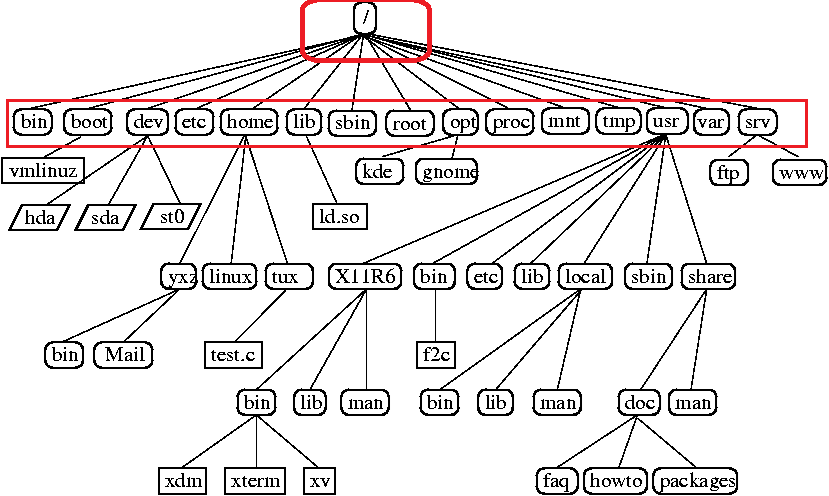 /
bin boot dev etc home lib sbin root opt proc mnt tmp usr var srv
vmlinuz kde gnome ftp www
hda sda st0 ld.so
yxz linux tux X11R6 bin etc lib local sbin share
bin Mail test.c f2c
bin lib man bin lib man doc man
xdm xterm xv faq howto packages